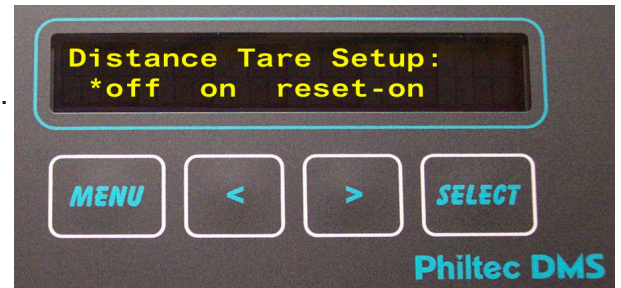 Distance Tare Setup:
*off on reset-on
.
MENU < > SELECT
Philtec DMS